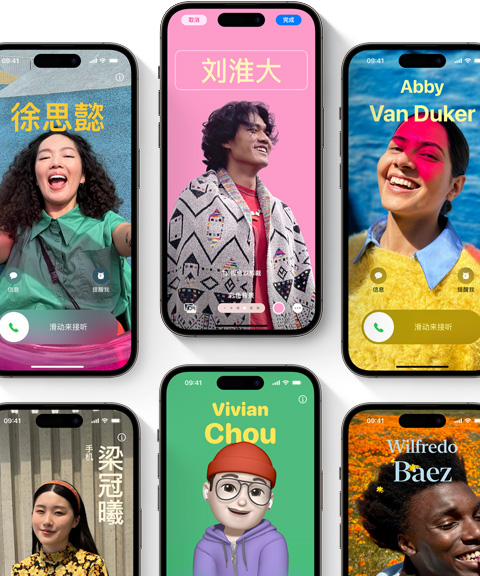 09:41
徐思懿
信息
提醒我
滑动来接听
取消
完成
刘淮大
09:41
Abby
Van Duker
信息
提醒我
滑动来接听
09:41
手机
梁冠曦
09:41
Vivian
Chou
09:41
Wilfredo
Baez